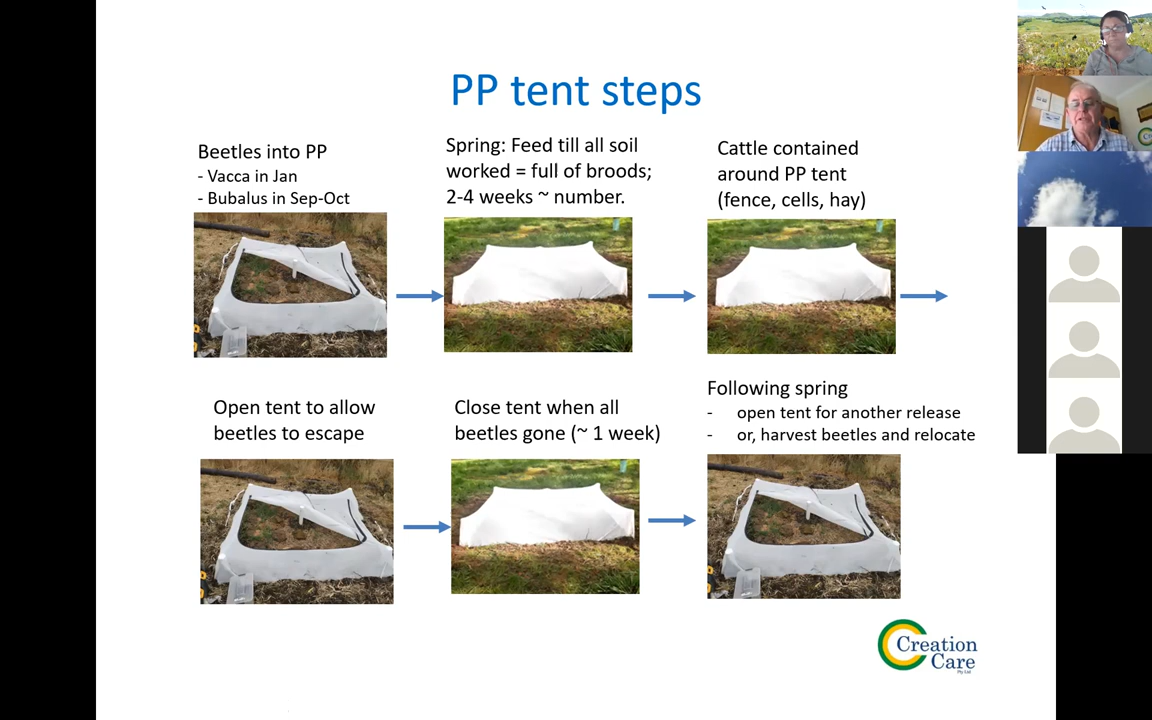 PP tent steps
Beetles into PP
- Vacca in Jan
- Bubalus in Sep-Oct
Spring: Feed till all soil
worked = full of broods;
2-4 weeks ~ number.
Cattle contained
around PP tent
(fence, cells, hay)
Open tent to allow
beetles to escape
Close tent when all
beetles gone (~ 1 week)
Following spring
- open tent for another release
- or, harvest beetles and relocate
Creation
Care
Pty Ltd